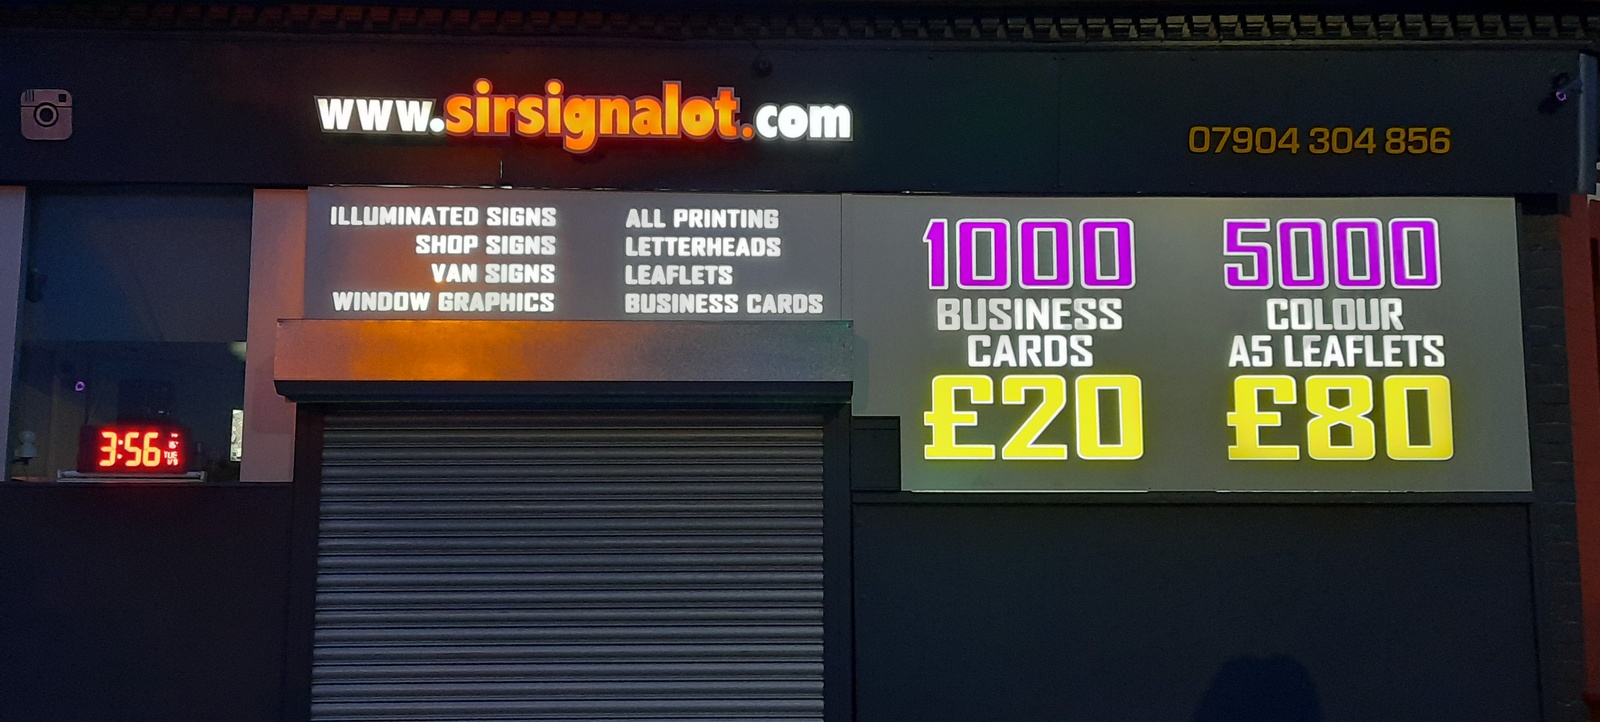 www.sirsignalot.com
07904 304 856
ILLUMINATED SIGNS
SHOP SIGNS
VAN SIGNS
WINDOW GRAPHICS
ALL PRINTING
LETTERHEADS
LEAFLETS
BUSINESS CARDS
1000
BUSINESS
CARDS
£20
5000
COLOUR
A5 LEAFLETS
£80
3:56
TUE